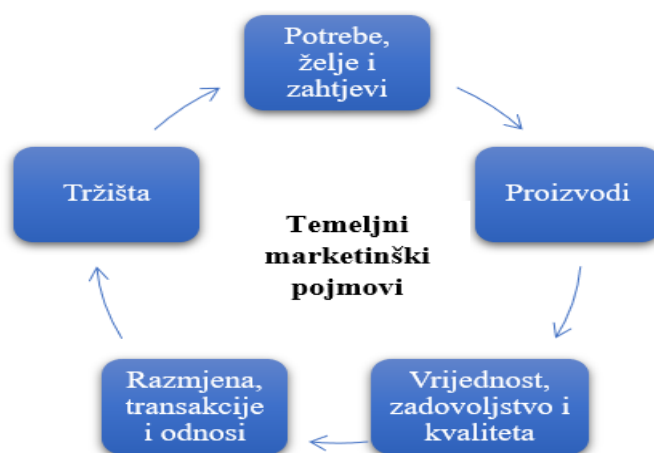 Potrebe,
želje i
zahtjevi
Proizvodi
Vrijednost,
zadovoljstvo i
kvaliteta
Razmjena,
transakcije
i odnosi
Tržišta
Temeljni
marketinški
pojmovi